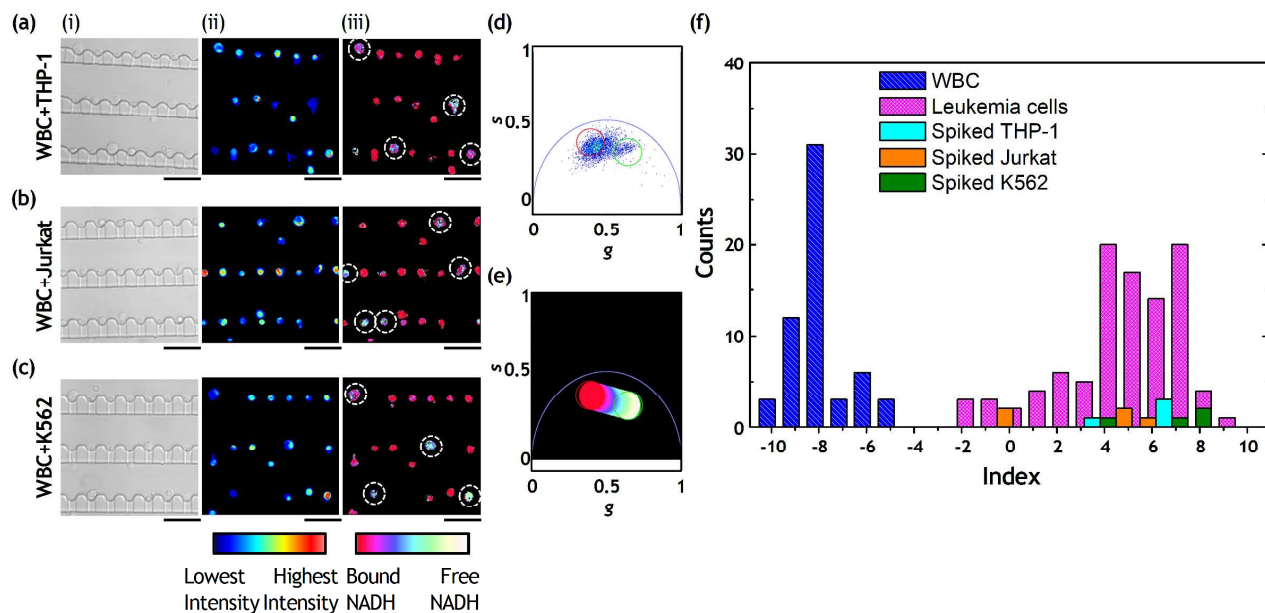 (a) (i) (ii) (iii)
WBC+THP-1
(b)
WBC+Jurkat
(c)
WBC+K562
Lowest Intensity
Highest Intensity
Bound NADH
Free NADH
(d)
1
s 0.5
0
0 0.5 1
g
(e)
1
s 0.5
0
0 0.5 1
g
(f)
WBC
Leukemia cells
Spiked THP-1
Spiked Jurkat
Spiked K562
40
30
20
10
0
Counts
-10 -8 -6 -4 -2 0 2 4 6 8 10
Index